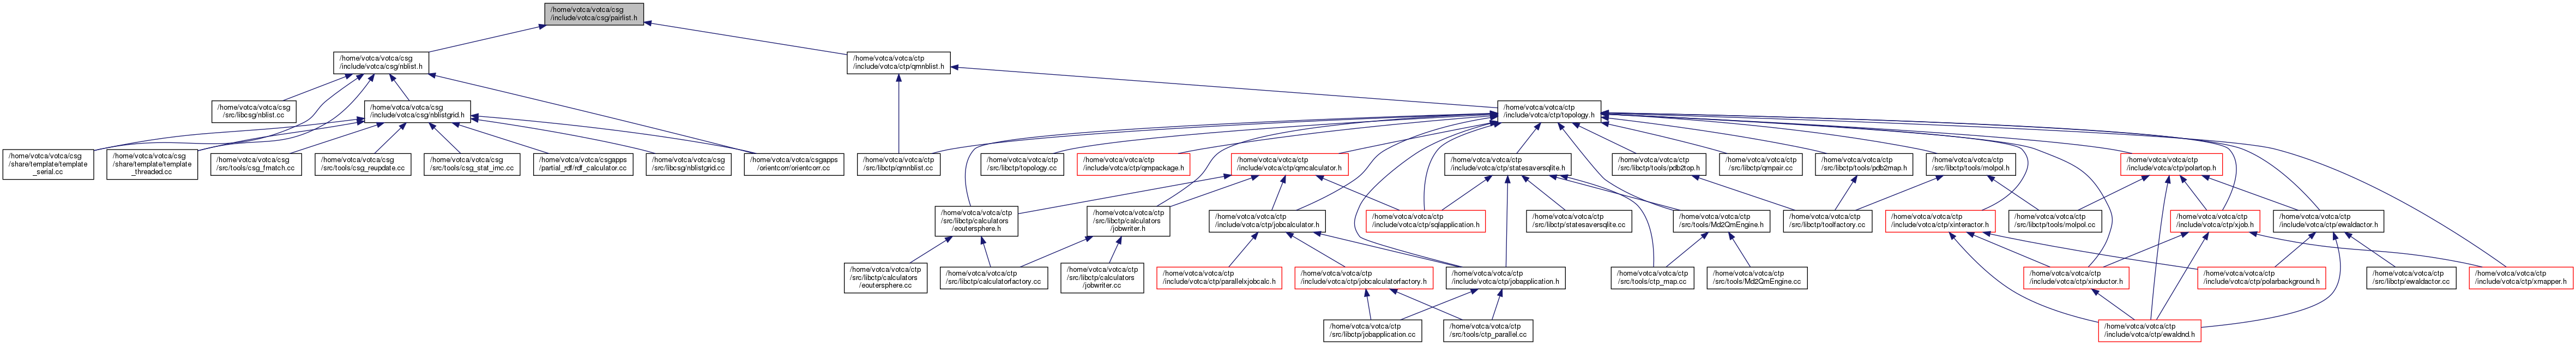 /home/votca/votca/csg
/include/votca/csg/pairlist.h
/home/votca/votca/csg
/include/votca/csg/nblist.h
/home/votca/votca/ctp
/include/votca/ctp/qmnblist.h
/home/votca/votca/csg
/src/libcsg/nblist.cc
/home/votca/votca/csg
/include/votca/csg/nblistgrid.h
/home/votca/votca/ctp
/include/votca/ctp/topology.h
/home/votca/votca/csg
/share/template/template
_serial.cc
/home/votca/votca/csg
/share/template/template
_threaded.cc
/home/votca/votca/csg
/src/tools/csg_fmatch.cc
/home/votca/votca/csg
/src/tools/csg_reupdate.cc
/home/votca/votca/csg
/src/tools/csg_stat_imc.cc
/home/votca/votca/csgapps
/partial_rdf/rdf_calculator.cc
/home/votca/votca/csg
/src/libcsg/nblistgrid.cc
/home/votca/votca/csgapps
/orientcorr/orientcorr.cc
/home/votca/votca/ctp
/src/libctp/qmnblist.cc
/home/votca/votca/ctp
/src/libctp/topology.cc
/home/votca/votca/ctp
/include/votca/ctp/qmpackage.h
/home/votca/votca/ctp
/include/votca/ctp/qmcalculator.h
/home/votca/votca/ctp
/include/votca/ctp/statesaversqlite.h
/home/votca/votca/ctp
/src/libctp/tools/pdb2top.h
/home/votca/votca/ctp
/src/libctp/qmpair.cc
/home/votca/votca/ctp
/src/libctp/tools/pdb2map.h
/home/votca/votca/ctp
/src/libctp/tools/molpol.h
/home/votca/votca/ctp
/include/votca/ctp/polartop.h
/home/votca/votca/ctp
/src/libctp/calculators
/eoutersphere.h
/home/votca/votca/ctp
/src/libctp/calculators
/jobwriter.h
/home/votca/votca/ctp
/include/votca/ctp/jobcalculator.h
/home/votca/votca/ctp
/include/votca/ctp/sqlapplication.h
/home/votca/votca/ctp
/src/libctp/statesaversqlite.cc
/home/votca/votca/ctp
/src/tools/Md2QmEngine.h
/home/votca/votca/ctp
/src/libctp/toolfactory.cc
/home/votca/votca/ctp
/include/votca/ctp/xinteractor.h
/home/votca/votca/ctp
/src/libctp/tools/molpol.cc
/home/votca/votca/ctp
/include/votca/ctp/xjob.h
/home/votca/votca/ctp
/include/votca/ctp/ewaldactor.h
/home/votca/votca/ctp
/src/libctp/calculators
/eoutersphere.cc
/home/votca/votca/ctp
/src/libctp/calculatorfactory.cc
/home/votca/votca/ctp
/src/libctp/calculators
/jobwriter.cc
/home/votca/votca/ctp
/include/votca/ctp/parallelxjobcalc.h
/home/votca/votca/ctp
/include/votca/ctp/jobcalculatorfactory.h
/home/votca/votca/ctp
/include/votca/ctp/jobapplication.h
/home/votca/votca/ctp
/src/tools/ctp_map.cc
/home/votca/votca/ctp
/src/tools/Md2QmEngine.cc
/home/votca/votca/ctp
/include/votca/ctp/xinductor.h
/home/votca/votca/ctp
/include/votca/ctp/polarbackground.h
/home/votca/votca/ctp
/src/libctp/ewaldactor.cc
/home/votca/votca/ctp
/include/votca/ctp/xmapper.h
/home/votca/votca/ctp
/src/libctp/jobapplication.cc
/home/votca/votca/ctp
/src/tools/ctp_parallel.cc
/home/votca/votca/ctp
/include/votca/ctp/ewaldnd.h